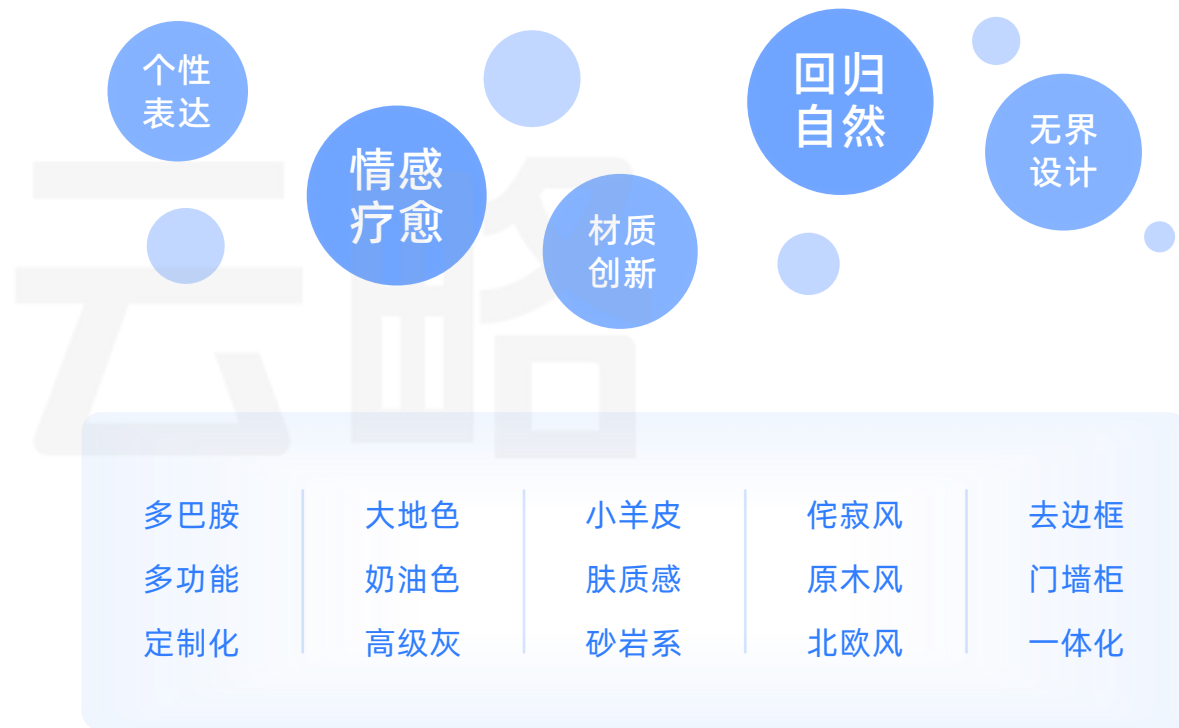 个性
表达
情感
疗愈
材质
创新
回归
自然
无界
设计
云略
多巴胺
多功能
定制化
大地色
奶油色
高级灰
小羊皮
肤质感
砂岩系
侘寂风
原木风
北欧风
去边框
门墙柜
一体化